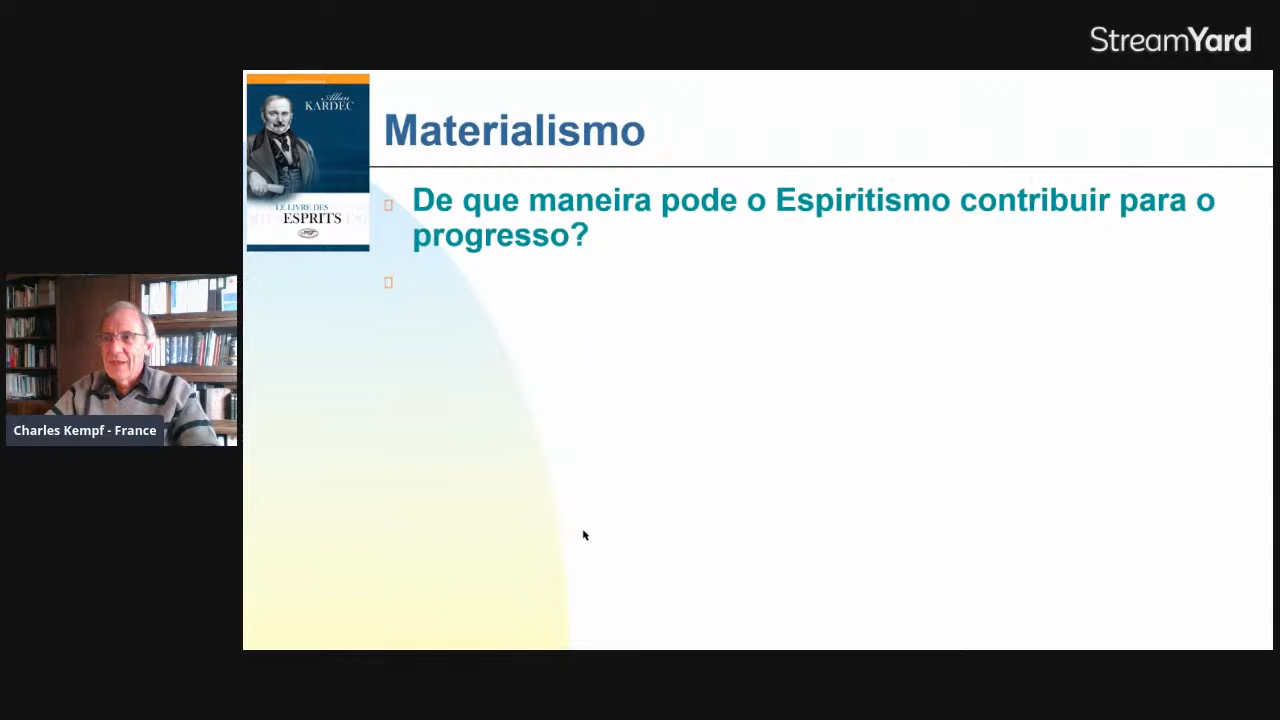 StreamYard
Allan
KARDEC
LE LIVRE DES
ESPRITS
Materialismo
De que maneira pode o Espiritismo contribuir para o
progresso?
Charles Kempf - France